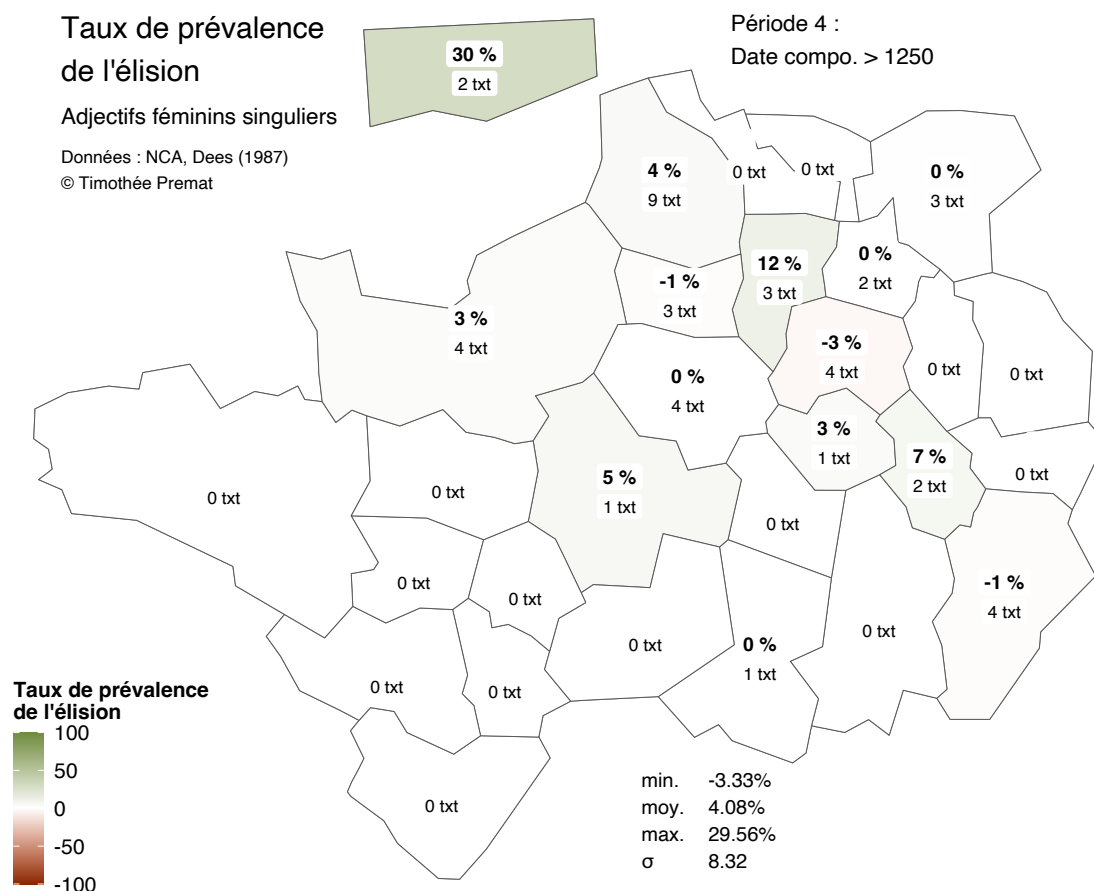 Taux de prévalence
de l'élision
Adjectifs féminins singuliers
Données : NCA, Dees (1987)
© Timothée Premat
Période 4 :
Date compo. > 1250
30 %
2 txt
4 %
9 txt
0 txt
0 txt
0 %
3 txt
12 %
3 txt
0 %
2 txt
-1 %
3 txt
3 %
4 txt
-3 %
4 txt
0 txt
0 txt
0 %
4 txt
3 %
1 txt
7 %
2 txt
0 txt
5 %
1 txt
0 txt
0 txt
0 txt
0 txt
0 txt
-1 %
4 txt
0 txt
0 %
1 txt
0 txt
0 txt
0 txt
0 txt
Taux de prévalence
de l'élision
100
50
0
-50
-100
min. -3.33%
moy. 4.08%
max. 29.56%
σ 8.32